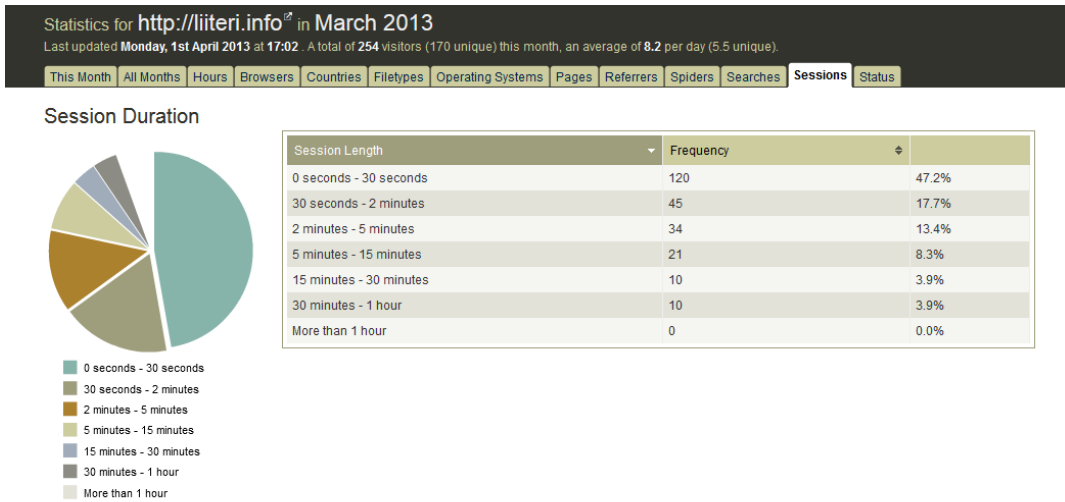 Statistics for http://liiteri.info in March 2013
Last updated Monday, 1st April 2013 at 17:02 . A total of 254 visitors (170 unique) this month, an average of 8.2 per day (5.5 unique).
This Month All Months Hours Browsers Countries Filetypes Operating Systems Pages Referrers Spiders Searches Sessions Status
Session Duration
Session Length Frequency
0 seconds - 30 seconds 120 47.2%
30 seconds - 2 minutes 45 17.7%
2 minutes - 5 minutes 34 13.4%
5 minutes - 15 minutes 21 8.3%
15 minutes - 30 minutes 10 3.9%
30 minutes - 1 hour 10 3.9%
More than 1 hour 0 0.0%
0 seconds - 30 seconds
30 seconds - 2 minutes
2 minutes - 5 minutes
5 minutes - 15 minutes
15 minutes - 30 minutes
30 minutes - 1 hour
More than 1 hour